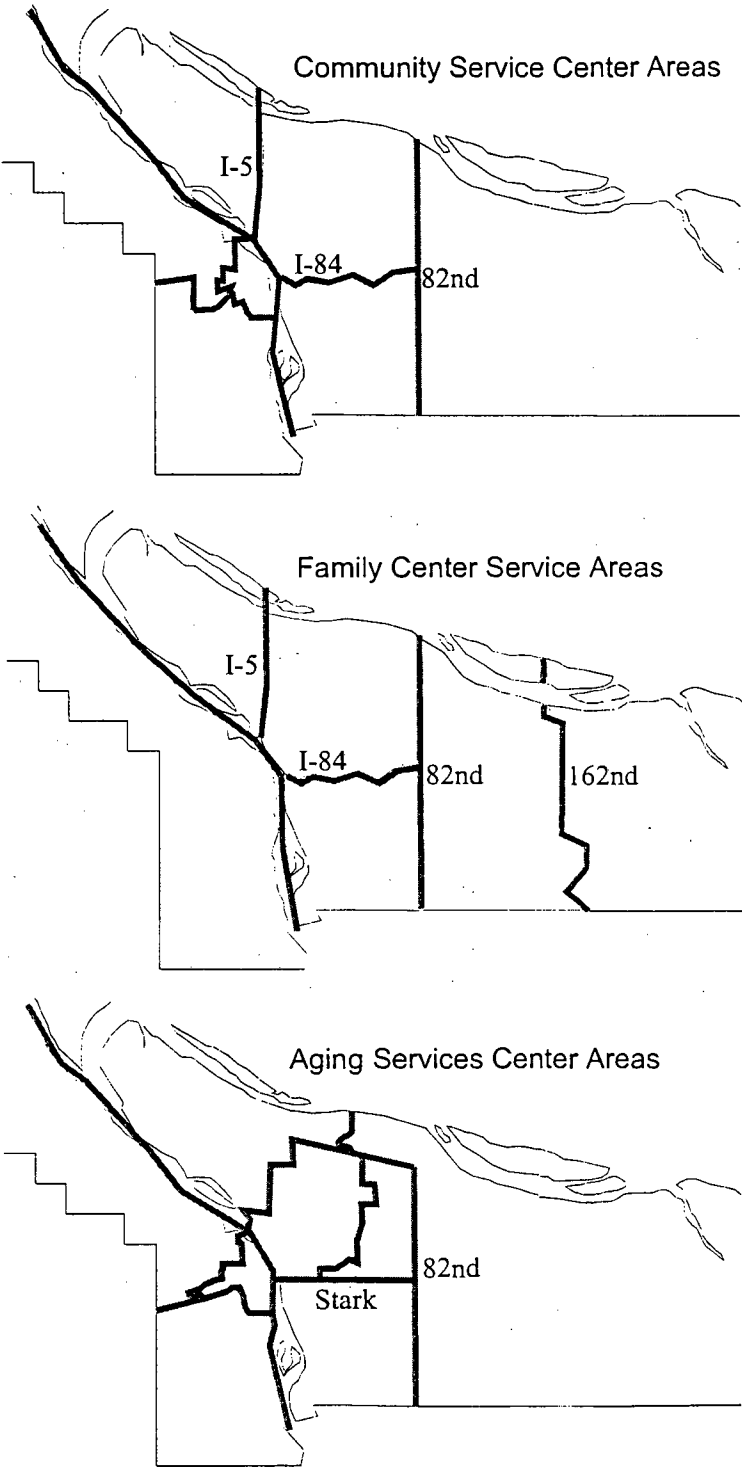 Community Service Center Areas
I-5
I-84
82nd
Family Center Service Areas
I-5
I-84
82nd
162nd
Aging Services Center Areas
82nd
Stark